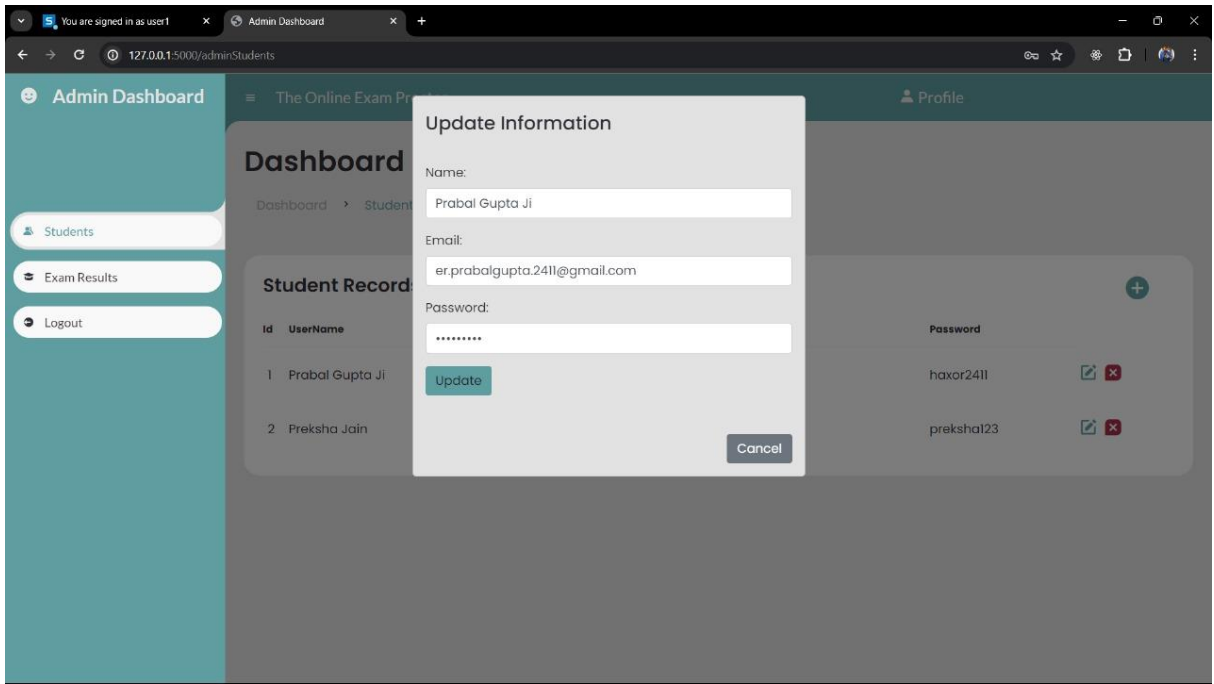 You are signed in as user1
Admin Dashboard
127.0.0.1:5000/adminStudents
Admin Dashboard
The Online Exam Pr
Profile
Update Information
Dashboard
Name:
Prabal Gupta Ji
Dashboard > Student
Students
Email:
er.prabalgupta.2411@gmail.com
Exam Results
Student Record
Password:
•••••••••
Logout
Id UserName
Password
1 Prabal Gupta Ji
haxor2411
Update
2 Preksha Jain
preksha123
Cancel